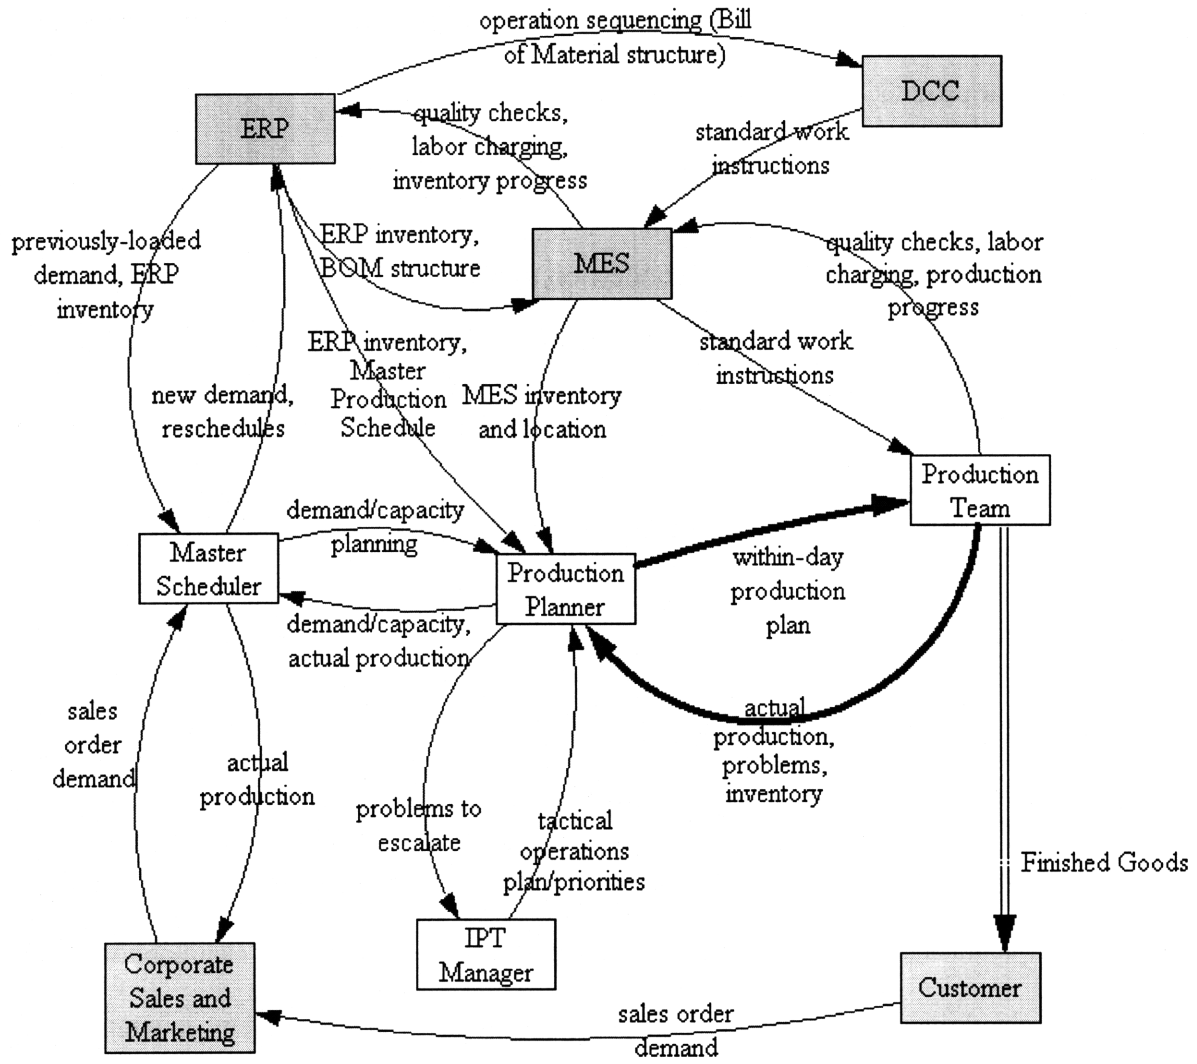 operation sequencing (Bill
of Material structure)
DCC
ERP
quality checks,
labor charging,
inventory progress
standard work
instructions
previously-loaded
demand, ERP
inventory
ERP inventory,
BOM structure
MES
quality checks, labor
charging, production
progress
ERP inventory,
Master
Production
Schedule
standard work
instructions
new demand,
reschedules
MES inventory
and location
Production
Team
demand/capacity
planning
Master
Scheduler
Production
Planner
within-day
production
plan
demand/capacity,
actual production
sales
order
demand
actual
production
actual
production,
problems,
inventory
problems to
escalate
tactical
operations
plan/priorities
Finished Goods
IPT
Manager
Corporate
Sales and
Marketing
Customer
sales order
demand